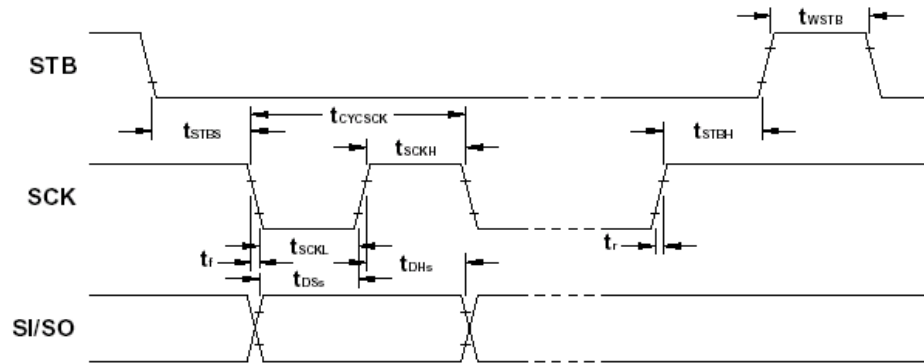 tWSTB
STB
tSTBS
tCYCSCK
tSTBH
tSCKH
SCK
tf
tSCKL
tDHs
tr
tDSs
SI/SO